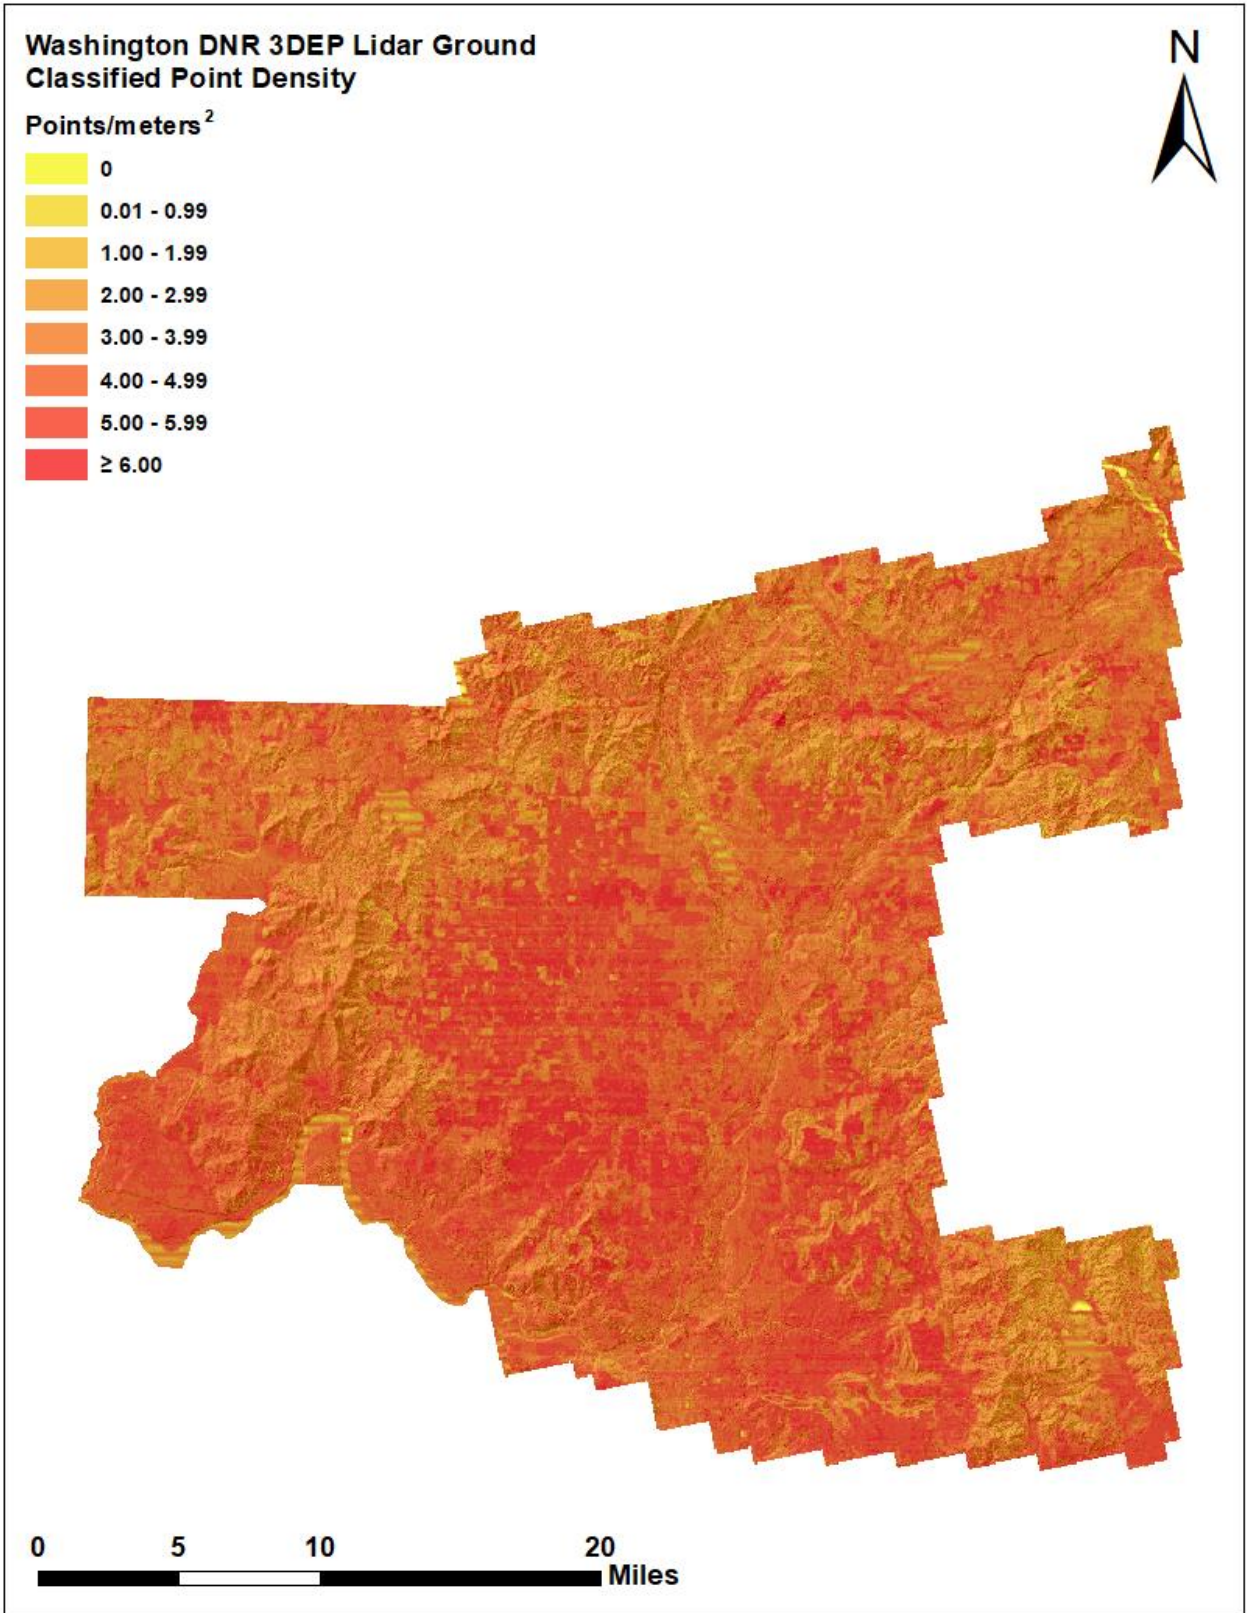 Washington DNR 3DEP Lidar Ground
Classified Point Density
Points/meters²
0
0.01 - 0.99
1.00 - 1.99
2.00 - 2.99
3.00 - 3.99
4.00 - 4.99
5.00 - 5.99
≥ 6.00
N
0 5 10 20
Miles